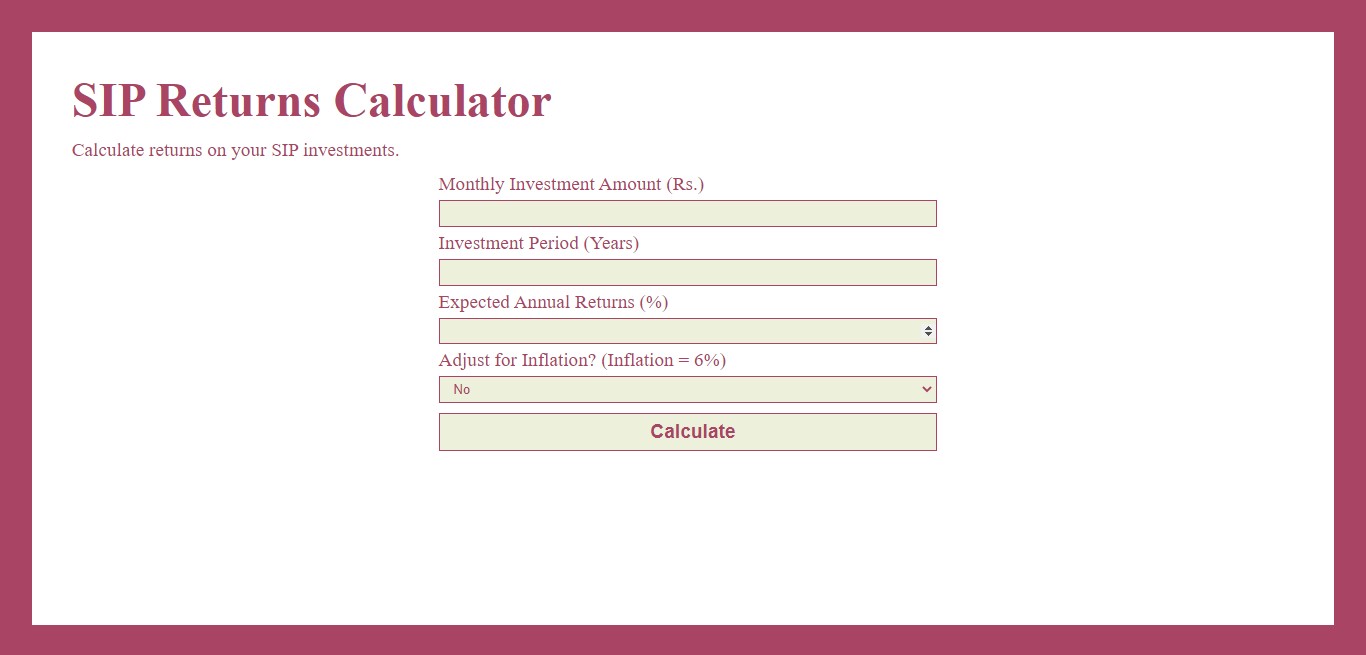 SIP Returns Calculator
Calculate returns on your SIP investments.
Monthly Investment Amount (Rs.)
Investment Period (Years)
Expected Annual Returns (%)
Adjust for Inflation? (Inflation = 6%)
No
Calculate